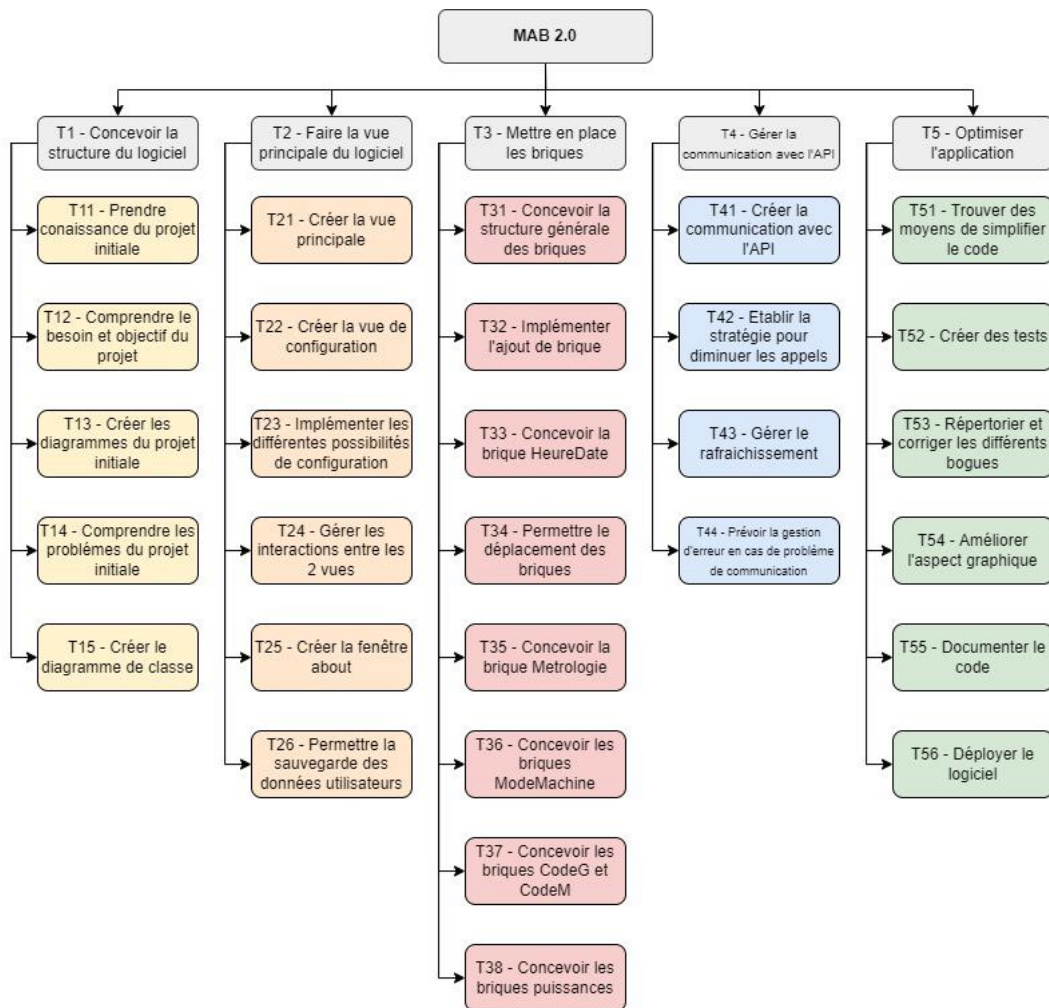 MAB 2.0
T1 - Concevoir la
structure du logiciel
T11 - Prendre
conaissance du projet
initiale
T12 - Comprendre le
besoin et objectif du
projet
T13 - Créer les
diagrammes du projet
initiale
T14 - Comprendre les
problèmes du projet
initiale
T15 - Créer le
diagramme de classe
T2 - Faire la vue
principale du logiciel
T21 - Créer la vue
principale
T22 - Créer la vue de
configuration
T23 - Implémenter les
différentes possibilités
de configuration
T24 - Gérer les
interactions entre les
2 vues
T25 - Créer la fenêtre
about
T26 - Permettre la
sauvegarde des
données utilisateurs
T3 - Mettre en place
les briques
T31 - Concevoir la
structure générale
des briques
T32 - Implémenter
l'ajout de brique
T33 - Concevoir la
brique HeureDate
T34 - Permettre le
déplacement des
briques
T35 - Concevoir la
brique Metrologie
T36 - Concevoir les
briques
ModeMachine
T37 - Concevoir les
briques CodeG et
CodeM
T38 - Concevoir les
briques puissances
T4 - Gérer la
communication avec l'API
T41 - Créer la
communication avec
l'API
T42 - Etablir la
stratégie pour
diminuer les appels
T43 - Gérer le
rafraichissement
T44 - Prévoir la gestion
d'erreur en cas de problème
de communication
T5 - Optimiser
l'application
T51 - Trouver des
moyens de simplifier
le code
T52 - Créer des tests
T53 - Répertorier et
corriger les différents
bogues
T54 - Améliorer
l'aspect graphique
T55 - Documenter le
code
T56 - Déployer le
logiciel